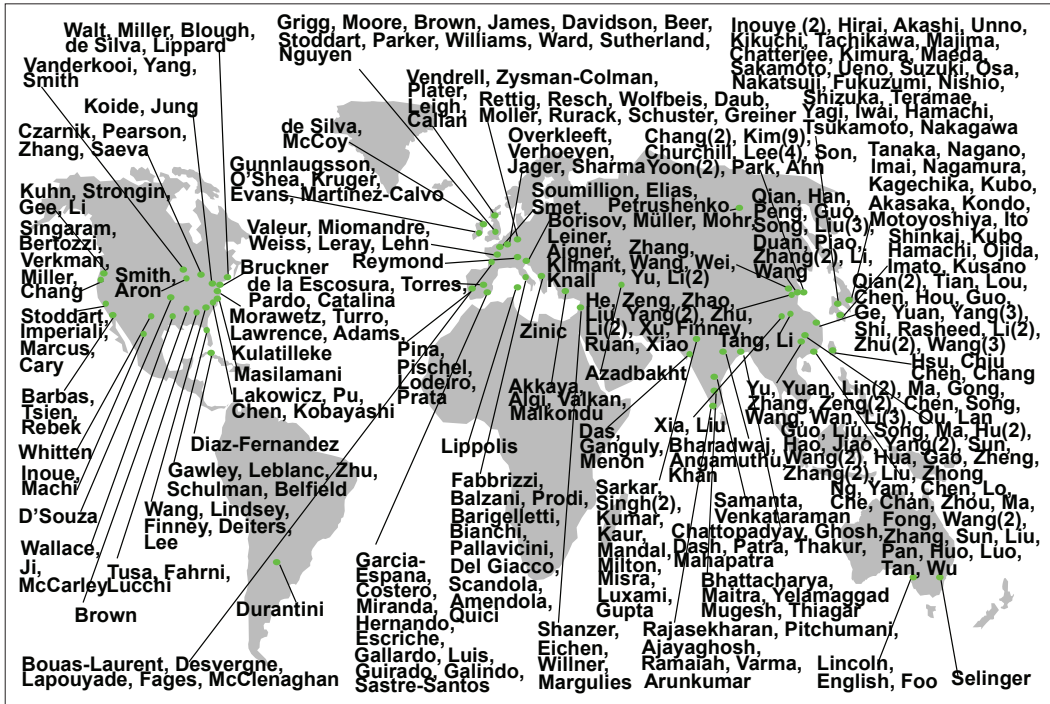 Walt, Miller, Blough,
de Silva, Lippard
Vanderkooi, Yang,
Smith
Koide, Jung
Czarnik, Pearson,
Zhang, Saeva
Kuhn, Strongin,
Gee, Li
Singaram,
Bertozzi,
Verkman,
Miller,
Chang
Smith,
Aron
Stoddart,
Imperiali,
Marcus,
Cary
Barbas,
Tsien,
Rebek
Whitten
Inoue,
Machi
D'Souza
Wallace,
Ji,
McCarley
Brown
Tusa, Fahrni,
Lucchi
Wang, Lindsey,
Finney, Deiters,
Lee
Gawley, Leblanc, Zhu,
Schulman, Belfield
Diaz-Fernandez
Lakowicz, Pu,
Chen, Kobayashi
Masilamani
Kulatilleke
Morawetz, Turro,
Lawrence, Adams,
Pardo, Catalina
Bruckner
de la Escosura, Torres
Durantini
Bouas-Laurent, Desvergne,
Lapouyade, Fages, McClenaghan
Grigg, Moore, Brown, James, Davidson, Beer,
Stoddart, Parker, Williams, Ward, Sutherland,
Nguyen
Vendrell, Zysman-Colman,
Plater,
Leigh,
Callan
de Silva,
McCoy
Gunnlaugsson,
O'Shea, Kruger,
Evans, Martínez-Calvo
Valeur, Miomandre,
Weiss, Leray, Lehn
Reymond
Rettig, Resch, Wolfbeis, Daub,
Moller, Rurack, Schuster, Greiner
Overkleeft,
Verhoeven,
Jager, Sharma
Soumillion, Elias,
Smet
Petrushenko
Borisov, Müller, Mohr,
Leiner,
Aigner,
Klimant,
Knall
Zinic
Pina,
Pischel,
Lodeiro,
Prata
Akkaya,
Algi, Valkan,
Malkondu
Azadbakht
Lippolis
Fabbrizzi,
Balzani, Prodi,
Barigelletti,
Bianchi,
Pallavicini,
Del Giacco,
Scandola,
Amendola,
Quici
Garcia-
Espana,
Costero,
Miranda,
Hernando,
Escriche,
Gallardo, Luis,
Guirado, Galindo,
Sastre-Santos
Shanzer,
Eichen,
Willner,
Margulies
Das,
Ganguly,
Menon
Sarkar,
Singh(2),
Kumar,
Kaur,
Mandal,
Milton,
Misra,
Luxami,
Gupta
Xia, Liu
Bharadwaj,
Angamuthu,
Khan
Samanta,
Venkataraman
Chattopadyay, Ghosh,
Dash, Patra, Thakur,
Mahapatra
Bhattacharya,
Maitra, Yelamaggad
Mugesh, Thiagar
Rajasekharan, Pitchumani,
Ajayaghosh,
Ramaiah, Varma,
Arunkumar
Chang(2), Kim(9),
Churchill, Lee(4), Son,
Yoon(2), Park, Ahn
Inouye (2), Hirai, Akashi, Unno,
Kikuchi, Tachikawa, Majima,
Chatterjee, Kimura, Maeda,
Sakamoto, Ueno, Suzuki, Osa,
Nakatsuji, Fukuzumi, Nishio,
Shizuka, Teramae,
Yagi, Iwai, Hamachi,
Tsukamoto, Nakagawa
Tanaka, Nagano,
Imai, Nagamura,
Kagechika, Kubo,
Akasaka, Kondo,
Motoyoshiya, Ito
Shinkai, Kubo
Hamachi, Ojida,
Imato, Kusano
Qian, Han,
Peng, Guo,
Song, Liu(3),
Duan, Piao,
Zhang(2), Li,
Wang
Zhang,
Wang, Wei,
Yu, Li(2)
He, Zeng, Zhao,
Liu, Yang(2), Zhu,
Li(2), Xu, Finney,
Ruan, Xiao
Tang, Li
Qian(2), Tian, Lou,
Chen, Hou, Guo,
Ge, Yuan, Yang(3),
Shi, Rasheed, Li(2),
Zhu(2), Wang(3)
Hsu, Chiu
Chen, Chang
Yu, Yuan, Lin(2), Ma, Gong,
Zhang, Zeng(2), Chen, Song,
Wang, Wan, Li(3), Qu, Lan
Guo, Liu, Song, Ma, Hu(2),
Hao, Jiao, Yang(2), Sun,
Wang(2), Hua, Gao, Zheng,
Zhang(2), Liu, Zhong
Ng, Yam, Chen, Lo,
Che, Chan, Zhou, Ma,
Fong, Wang(2),
Zhang, Sun, Liu,
Pan, Huo, Luo,
Tan, Wu
Lincoln,
English, Foo
Selinger